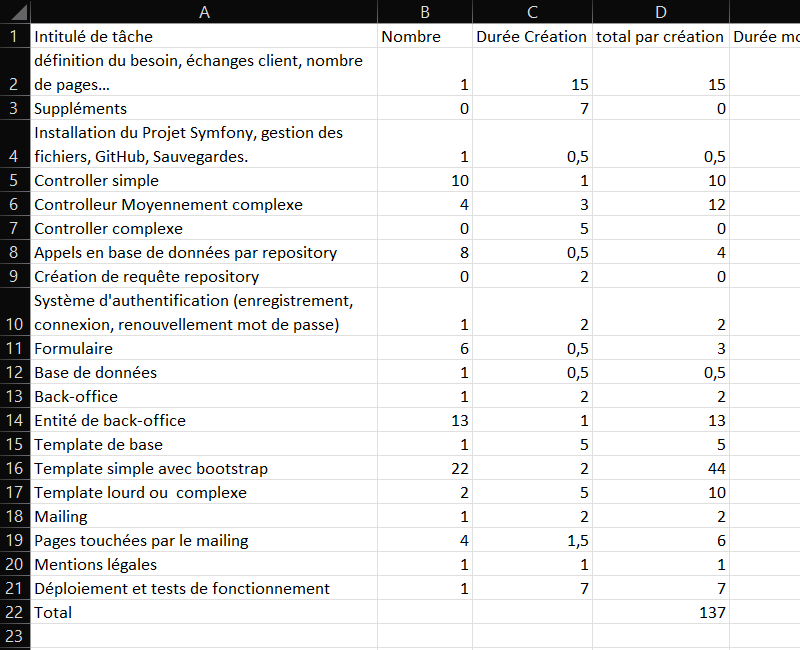 A B C D
1 Intitulé de tâche Nombre Durée Création total par création Durée mo
définition du besoin, échanges client, nombre
2 de pages... 1 15 15
3 Suppléments 0 7 0
Installation du Projet Symfony, gestion des
4 fichiers, GitHub, Sauvegardes. 1 0,5 0,5
5 Controller simple 10 1 10
6 Controlleur Moyennement complexe 4 3 12
7 Controller complexe 0 5 0
8 Appels en base de données par repository 8 0,5 4
9 Création de requête repository 0 2 0
Système d'authentification (enregistrement,
10 connexion, renouvellement mot de passe) 1 2 2
11 Formulaire 6 0,5 3
12 Base de données 1 0,5 0,5
13 Back-office 1 2 2
14 Entité de back-office 13 1 13
15 Template de base 1 5 5
16 Template simple avec bootstrap 22 2 44
17 Template lourd ou  complexe 2 5 10
18 Mailing 1 2 2
19 Pages touchées par le mailing 4 1,5 6
20 Mentions légales 1 1 1
21 Déploiement et tests de fonctionnement 1 7 7
22 Total 137
23